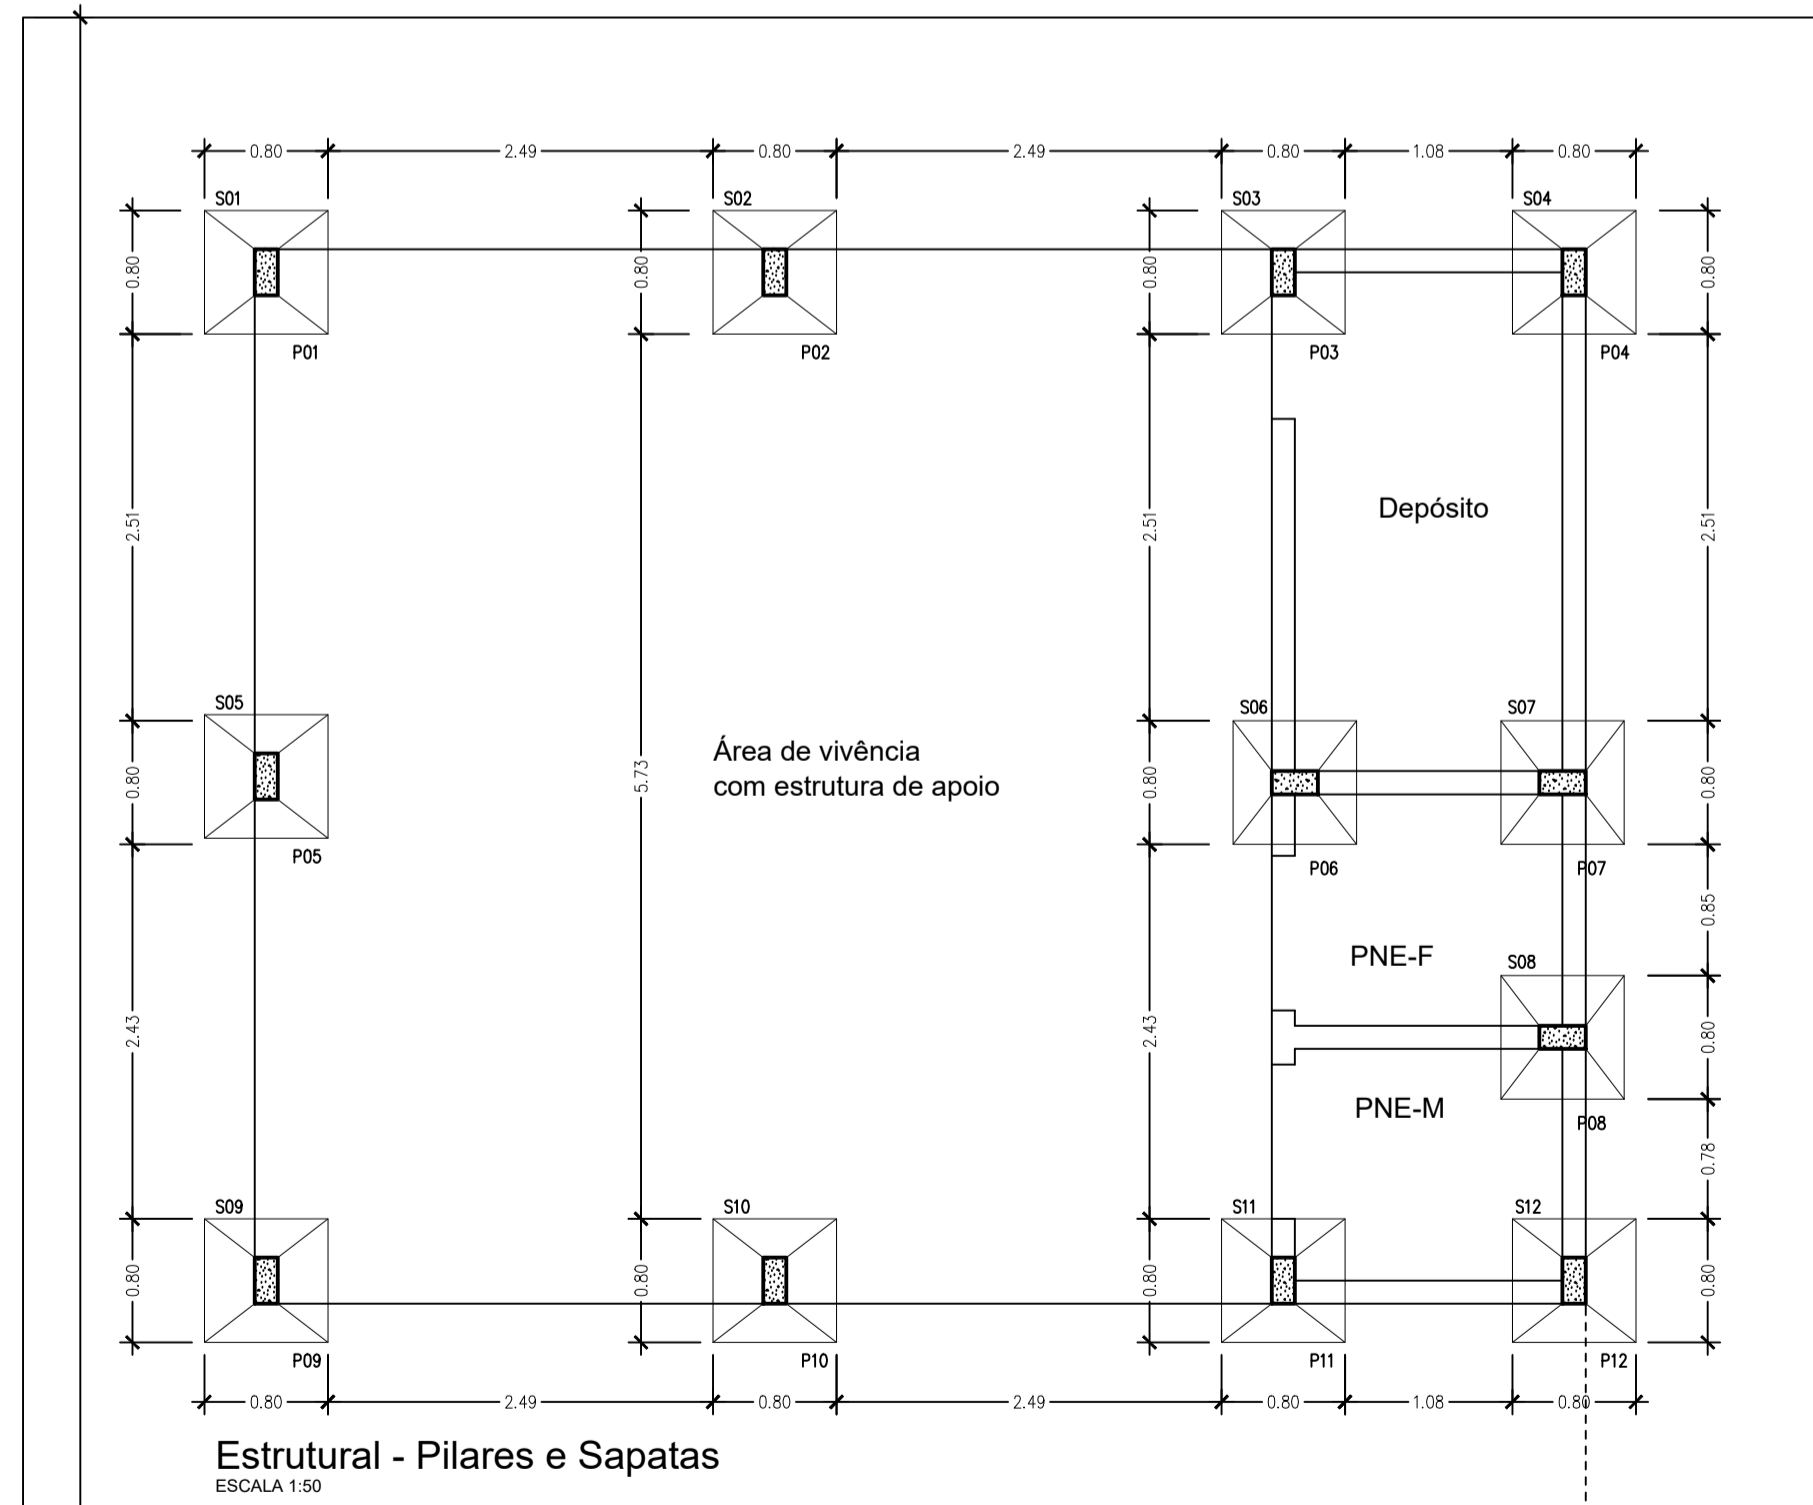 0.80 2.49 0.80 2.49 0.80 1.08 0.80
S01 S02 S03 S04
0.80 0.80 0.80 0.80
P01 P02 P03 P04
2.51 2.51 2.51
Depósito
S05 S06 S07
Área de vivência
com estrutura de apoio
0.80 5.73 0.80 0.80
P05 P06 P07
0.85
PNE-F
S08
2.43 2.43 0.80
PNE-M
P08
0.78
S09 S10 S11 S12
0.80 0.80 0.80 0.80
P09 P10 P11 P12
0.80 2.49 0.80 2.49 0.80 1.08 0.80
Estrutural - Pilares e Sapatas
ESCALA 1:50